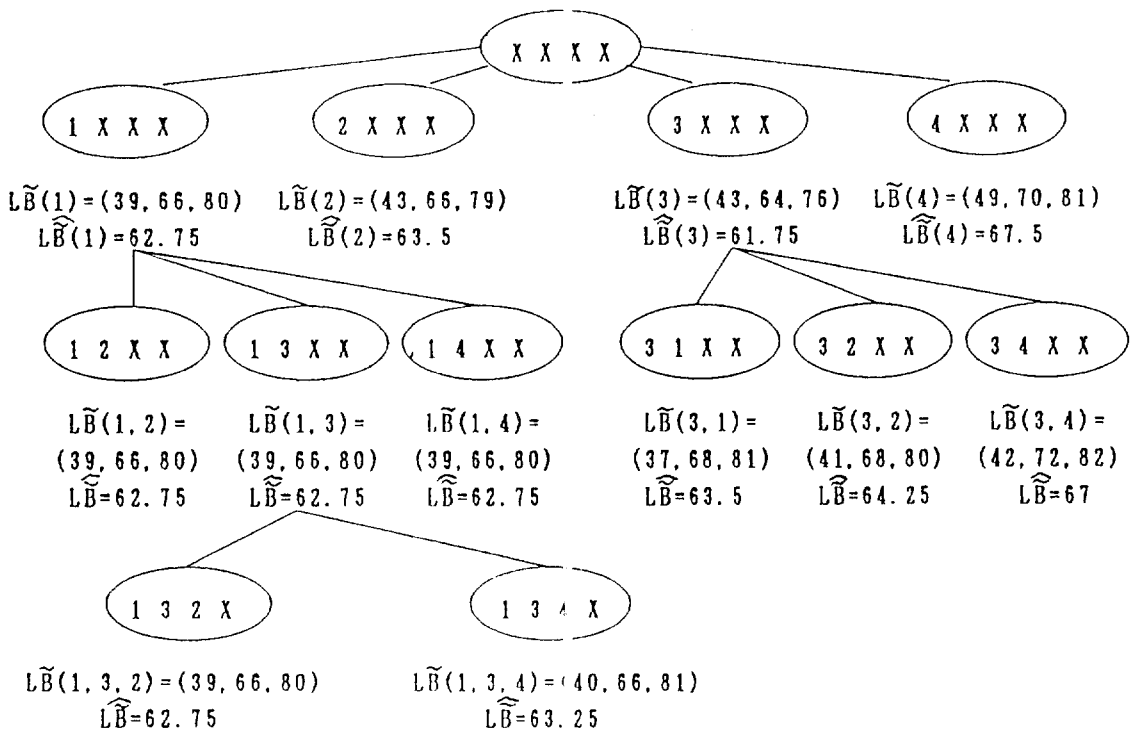 X X X X
1 X X X
2 X X X
3 X X X
4 X X X
LB̃(1)=(39,66,80)
LB̃(2)=(43,66,79)
LB̃(3)=(43,64,76)
LB̃(4)=(49,70,81)
LB̃̂(1)=62.75
LB̃̂(2)=63.5
LB̃̂(3)=61.75
LB̃̂(4)=67.5
1 2 X X
1 3 X X
1 4 X X
3 1 X X
3 2 X X
3 4 X X
LB̃(1,2)=
(39,66,80)
LB̃̂=62.75
LB̃(1,3)=
(39,66,80)
LB̃̂=62.75
LB̃(1,4)=
(39,66,80)
LB̃̂=62.75
LB̃(3,1)=
(37,68,81)
LB̃̂=63.5
LB̃(3,2)=
(41,68,80)
LB̃̂=64.25
LB̃(3,4)=
(42,72,82)
LB̃̂=67
1 3 2 X
1 3 4 X
LB̃(1,3,2)=(39,66,80)
LB̃̂=62.75
LB̃(1,3,4)=(40,66,81)
LB̃̂=63.25